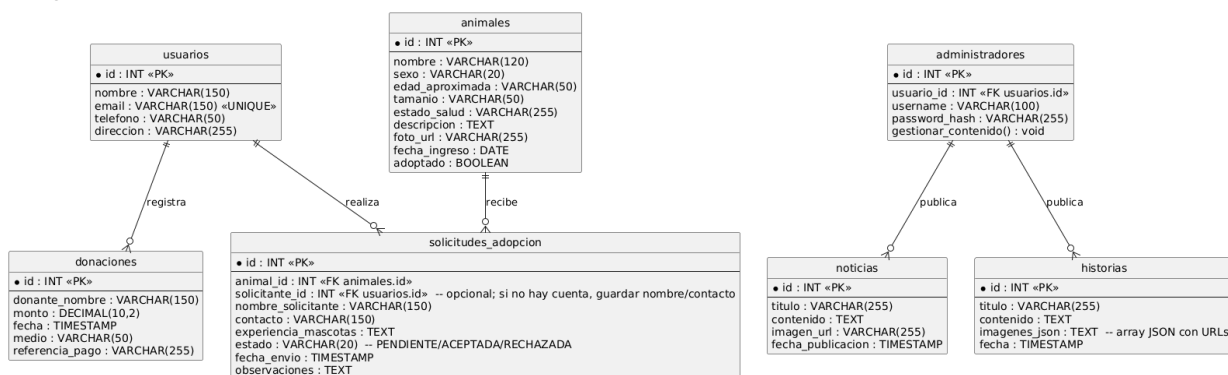 usuarios
• id : INT «PK»
nombre : VARCHAR(150)
email : VARCHAR(150) «UNIQUE»
telefono : VARCHAR(50)
direccion : VARCHAR(255)
animales
• id : INT «PK»
nombre : VARCHAR(120)
sexo : VARCHAR(20)
edad_aproximada : VARCHAR(50)
tamanio : VARCHAR(50)
estado_salud : VARCHAR(255)
descripcion : TEXT
foto_url : VARCHAR(255)
fecha_ingreso : DATE
adoptado : BOOLEAN
administradores
• id : INT «PK»
usuario_id : INT «FK usuarios.id»
username : VARCHAR(100)
password_hash : VARCHAR(255)
gestionar_contenido() : void
registra
realiza
recibe
publica
publica
donaciones
• id : INT «PK»
donante_nombre : VARCHAR(150)
monto : DECIMAL(10,2)
fecha : TIMESTAMP
medio : VARCHAR(50)
referencia_pago : VARCHAR(255)
solicitudes_adopcion
• id : INT «PK»
animal_id : INT «FK animales.id»
solicitante_id : INT «FK usuarios.id» -- opcional; si no hay cuenta, guardar nombre/contacto
nombre_solicitante : VARCHAR(150)
contacto : VARCHAR(150)
experiencia_mascotas : TEXT
estado : VARCHAR(20) -- PENDIENTE/ACEPTADA/RECHAZADA
fecha_envio : TIMESTAMP
observaciones : TEXT
noticias
• id : INT «PK»
titulo : VARCHAR(255)
contenido : TEXT
imagen_url : VARCHAR(255)
fecha_publicacion : TIMESTAMP
historias
• id : INT «PK»
titulo : VARCHAR(255)
contenido : TEXT
imagenes_json : TEXT -- array JSON con URLs
fecha : TIMESTAMP